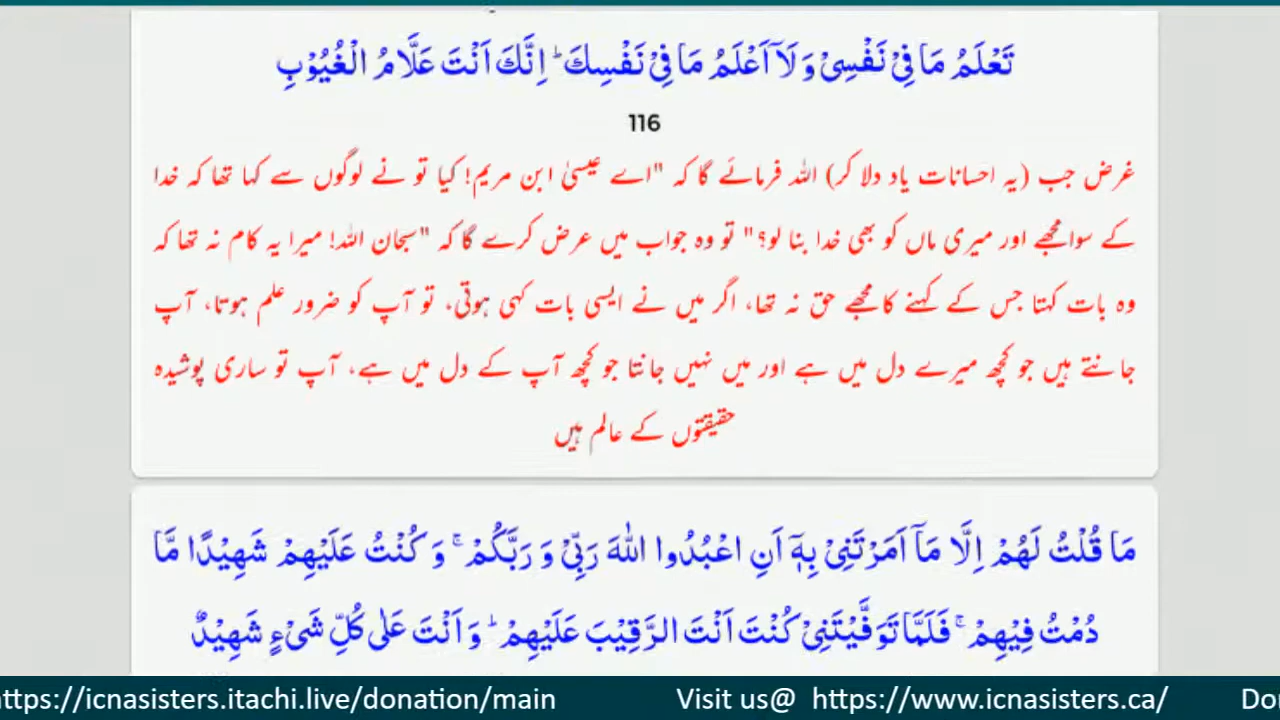 تَعْلَمُ مَا فِىْ نَفْسِىْ وَلَاۤ اَعْلَمُ مَا فِىْ نَفْسِكَ‌ؕ اِنَّكَ اَنْتَ عَلَّامُ الْغُيُوْبِ
116
غرض جب (یہ احسانات یاد دلا کر) اللہ فرمائے گا کہ "اے عیسیٰ ابن مریم! کیا تو نے لوگوں سے کہا تھا کہ خدا
کے سوا مجھے اور میری ماں کو بھی خدا بنا لو؟" تو وہ جواب میں عرض کرے گا کہ "سبحان اللہ! میرا یہ کام نہ تھا کہ
وہ بات کہتا جس کے کہنے کا مجھے حق نہ تھا، اگر میں نے ایسی بات کہی ہوتی، تو آپ کو ضرور علم ہوتا، آپ
جانتے ہیں جو کچھ میرے دل میں ہے اور میں نہیں جانتا جو کچھ آپ کے دل میں ہے، آپ تو ساری پوشیدہ
حقیقتوں کے عالم ہیں
مَا قُلْتُ لَهُمْ اِلَّا مَاۤ اَمَرْتَنِىْ بِهٖۤ اَنِ اعْبُدُوا اللّٰهَ رَبِّىْ وَرَبَّكُمْ‌ۚ وَكُنْتُ عَلَيْهِمْ شَهِيْدًا مَّا
دُمْتُ فِيْهِمْ‌ۚ فَلَمَّا تَوَفَّيْتَنِىْ كُنْتَ اَنْتَ الرَّقِيْبَ عَلَيْهِمْ‌ؕ وَاَنْتَ عَلٰى كُلِّ شَىْءٍ شَهِيْدٌ
ttps://icnasisters.itachi.live/donation/main Visit us@ https://www.icnasisters.ca/ Do